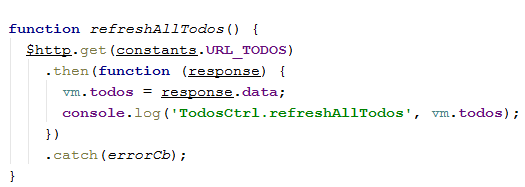 function refreshAllTodos() {
  $http.get(constants.URL_TODOS)
    .then(function (response) {
      vm.todos = response.data;
      console.log('TodosCtrl.refreshAllTodos', vm.todos);
    })
    .catch(errorCb);
}